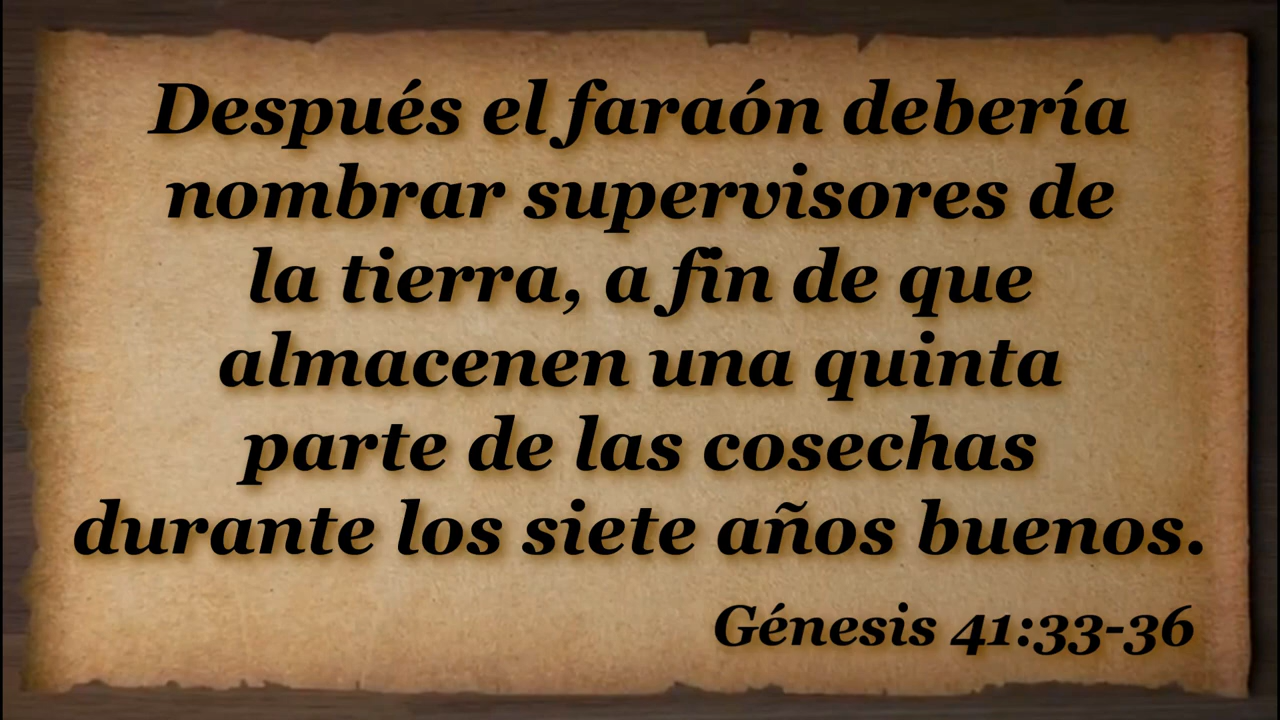 Después el faraón debería
nombrar supervisores de
la tierra, a fin de que
almacenen una quinta
parte de las cosechas
durante los siete años buenos.
Génesis 41:33-36